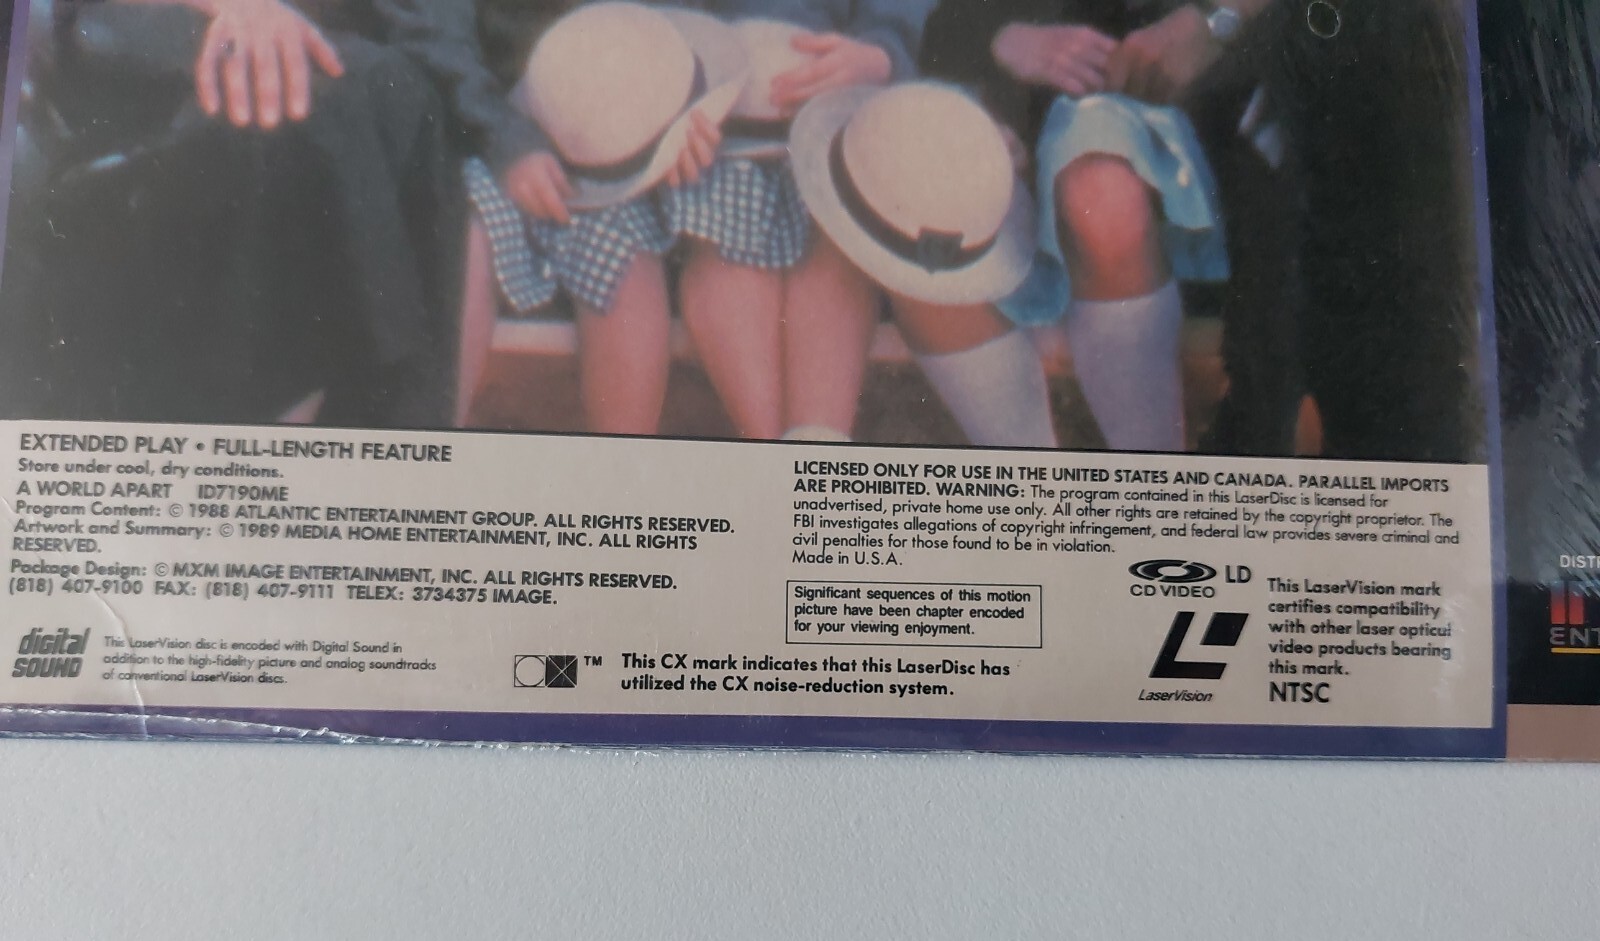 EXTENDED PLAY • FULL-LENGTH FEATURE
Store under cool, dry conditions.
A WORLD APART ID7190ME
Program Content: © 1988 ATLANTIC ENTERTAINMENT GROUP. ALL RIGHTS RESERVED.
Artwork and Summary: © 1989 MEDIA HOME ENTERTAINMENT, INC. ALL RIGHTS
RESERVED.
Package Design: © MXM IMAGE ENTERTAINMENT, INC. ALL RIGHTS RESERVED.
(818) 407-9100 FAX: (818) 407-9111 TELEX: 3734375 IMAGE.
digital
SOUND
This LaserVision disc is encoded with Digital Sound in
addition to the high-fidelity picture and analog soundtracks
of conventional LaserVision discs.
TM
This CX mark indicates that this LaserDisc has
utilized the CX noise-reduction system.
LICENSED ONLY FOR USE IN THE UNITED STATES AND CANADA. PARALLEL IMPORTS
ARE PROHIBITED. WARNING: The program contained in this LaserDisc is licensed for
unadvertised, private home use only. All other rights are retained by the copyright proprietor. The
FBI investigates allegations of copyright infringement, and federal law provides severe criminal and
civil penalties for those found to be in violation.
Made in U.S.A.
Significant sequences of this motion
picture have been chapter encoded
for your viewing enjoyment.
LD
CD VIDEO
LaserVision
This LaserVision mark
certifies compatibility
with other laser optical
video products bearing
this mark.
NTSC
DIST
ENT